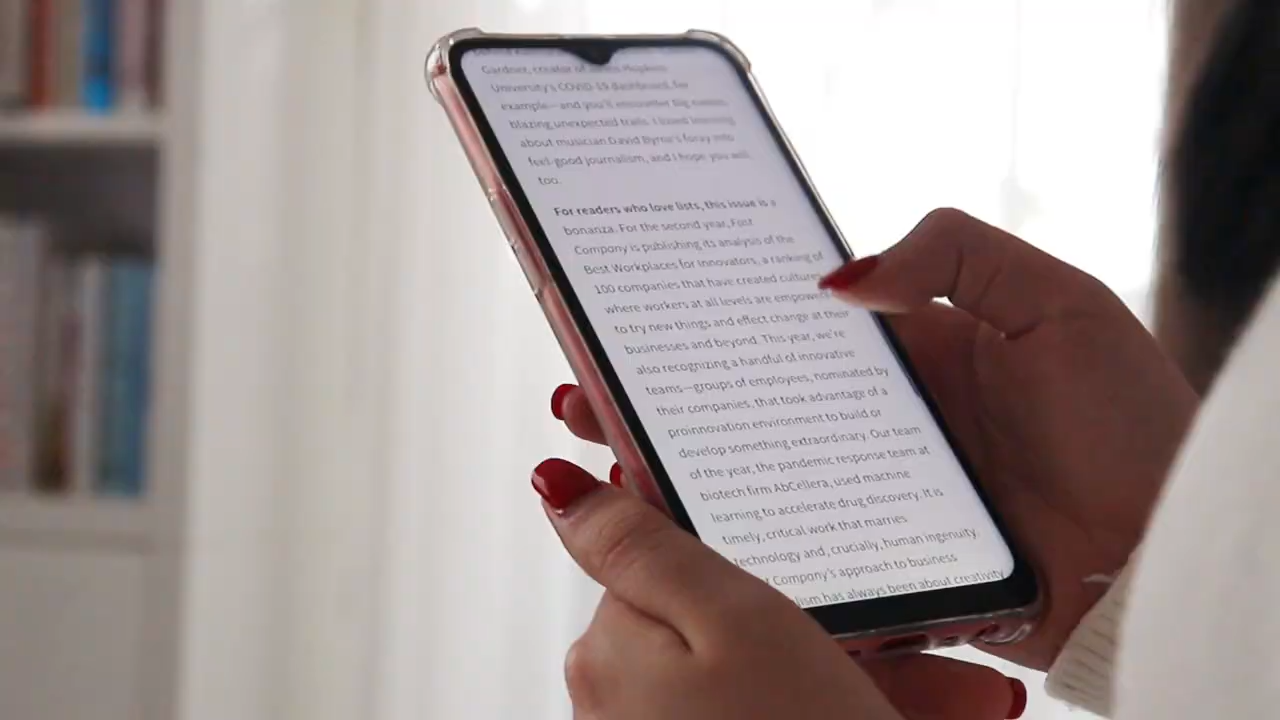 Gardner, creator of Johns Hopkins
University's COVID-19 dashboard, for
example—and you'll encounter big names
blazing unexpected trails. I loved learning
about musician David Byrne's foray into
feel-good journalism, and I hope you will,
too.
For readers who love lists, this issue is a
bonanza. For the second year, Fast
Company is publishing its analysis of the
Best Workplaces for Innovators, a ranking of
100 companies that have created cultures
where workers at all levels are empowere
to try new things and effect change at their
businesses and beyond. This year, we're
also recognizing a handful of innovative
teams—groups of employees, nominated by
their companies, that took advantage of a
proinnovation environment to build or
develop something extraordinary. Our team
of the year, the pandemic response team at
biotech firm AbCellera, used machine
learning to accelerate drug discovery. It is
timely, critical work that marries
technology and, crucially, human ingenuity.
Company's approach to business
lism has always been about creativity